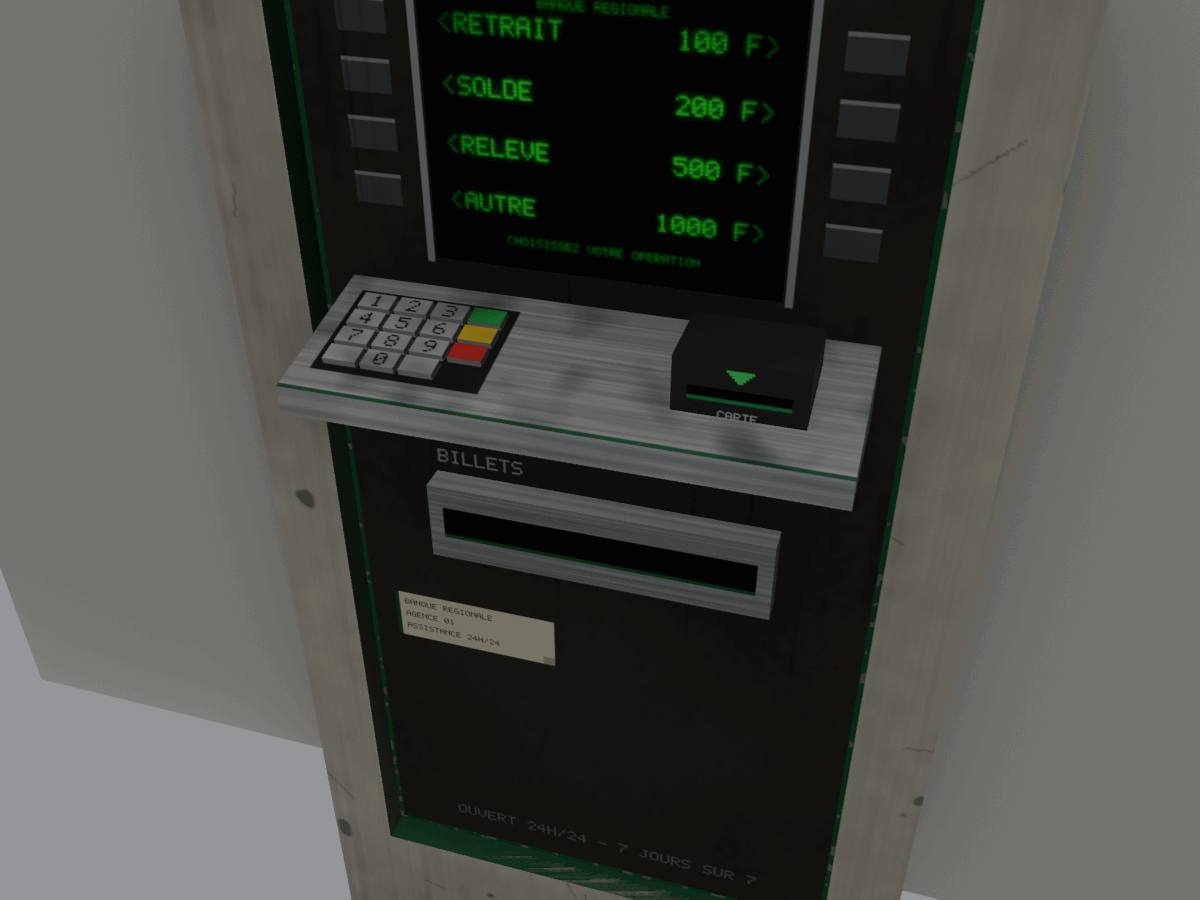 BANQUE REGIONALE
<RETRAIT 100 F>
<SOLDE 200 F>
<RELEVE 500 F>
<AUTRE 1000 F>
CHOISISSEZ VOTRE OPERATION
1 2 3
4 5 6
7 8 9
0
CARTE
BILLETS
BANQUE REGIONALE
AGENCE 01
ASSISTANCE 24H/24
OUVERT 24H/24 - 7 JOURS SUR 7